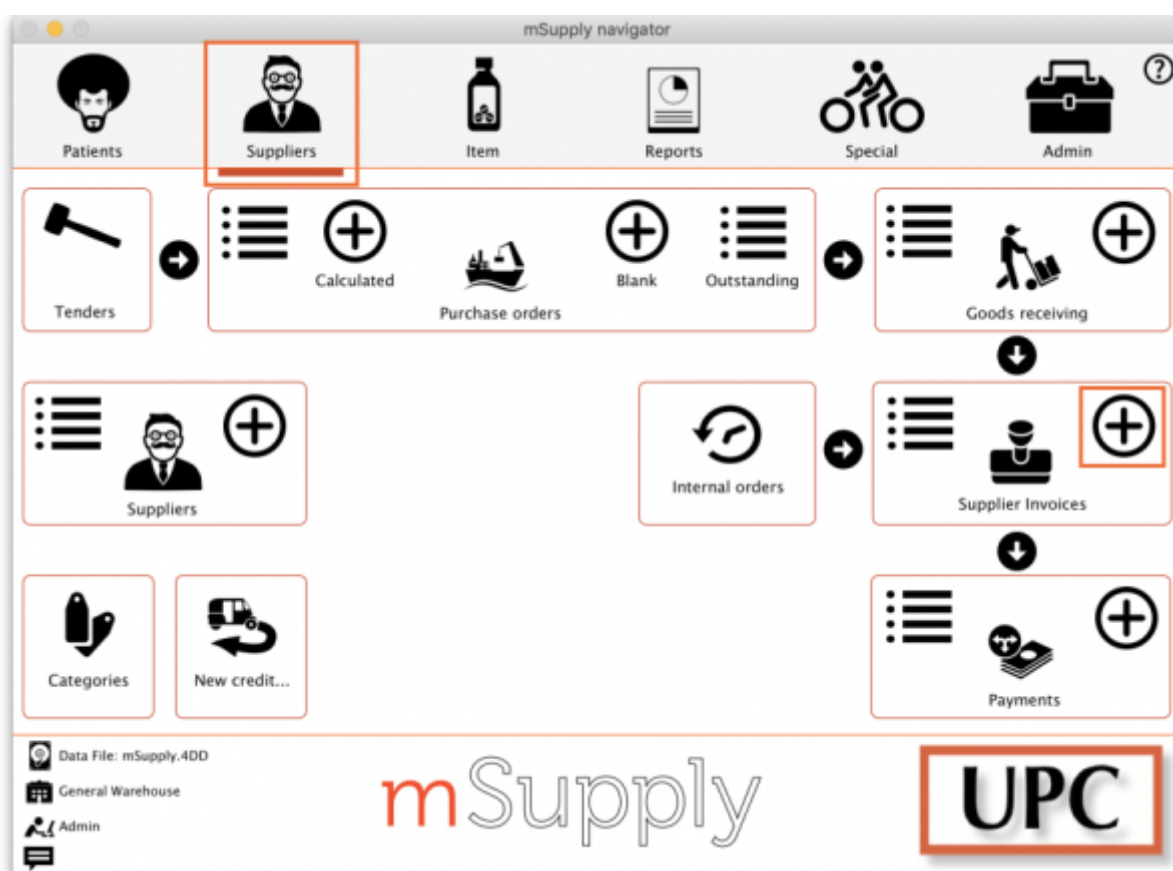 mSupply navigator
?
Patients
Suppliers
Item
Reports
Special
Admin
Calculated
Blank
Outstanding
Tenders
Purchase orders
Goods receiving
Suppliers
Internal orders
Supplier Invoices
Categories
New credit...
Payments
Data File: mSupply.4DD
General Warehouse
Admin
mSupply
UPC